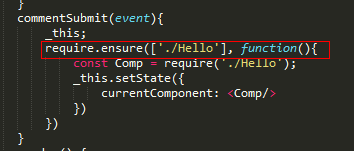 }
commentSubmit(event){
_this;
require.ensure(['./Hello'], function(){
const Comp = require('./Hello');
_this.setState({
currentComponent: <Comp/>
})
})
}